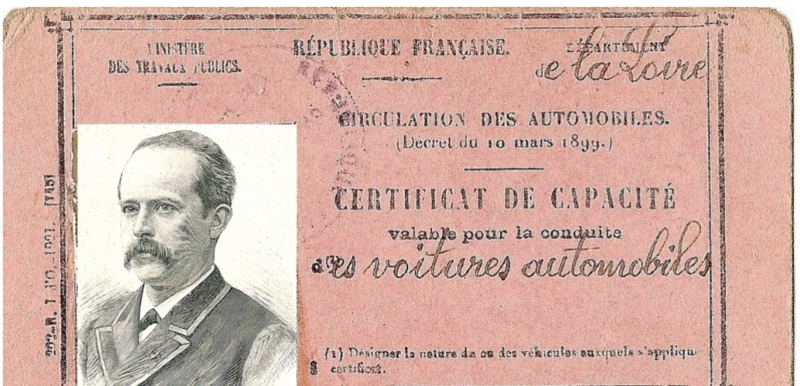 MINISTÈRE
DES TRAVAUX PUBLICS.
RÉPUBLIQUE FRANÇAISE.
DÉPARTEMENT
de la Loire
CIRCULATION DES AUTOMOBILES.
(Décret du 10 mars 1899.)
CERTIFICAT DE CAPACITÉ
valable pour la conduite
des voitures automobiles
(1) Désigner la nature du ou des véhicules auxquels s'applique
certificat.